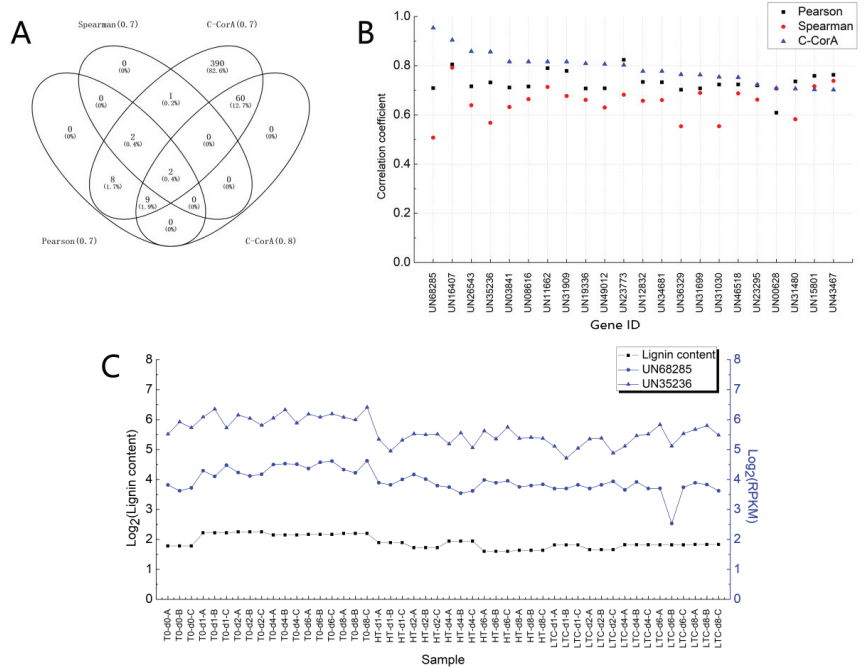 A
Spearman(0.7)
C-CorA(0.7)
0
(0%)
390
(82.6%)
0
(0%)
0
(0%)
1
(0.2%)
60
(12.7%)
0
(0%)
2
(0.4%)
0
(0%)
8
(1.7%)
2
(0.4%)
0
(0%)
9
(1.9%)
0
(0%)
0
(0%)
Pearson(0.7)
C-CorA(0.8)
B
Pearson
Spearman
C-CorA
Correlation coefficient
1.0
0.8
0.6
0.4
0.2
0.0
UN68285
UN16407
UN26543
UN35236
UN03841
UN08616
UN11662
UN31909
UN19336
UN49012
UN23773
UN12832
UN34681
UN36329
UN31699
UN31030
UN46518
UN23295
UN00628
UN31480
UN15801
UN43467
Gene ID
C
Lignin content
UN68285
UN35236
Log2(Lignin content)
8
7
6
5
4
3
2
1
0
8
7
6
5
4
3
2
1
0
Log2(RPKM)
T0-d0-A
T0-d0-B
T0-d0-C
T0-d1-A
T0-d1-B
T0-d1-C
T0-d2-A
T0-d2-B
T0-d2-C
T0-d4-A
T0-d4-B
T0-d4-C
T0-d6-A
T0-d6-B
T0-d6-C
T0-d8-A
T0-d8-B
T0-d8-C
HT-d1-A
HT-d1-B
HT-d1-C
HT-d2-A
HT-d2-B
HT-d2-C
HT-d4-A
HT-d4-B
HT-d4-C
HT-d6-A
HT-d6-B
HT-d6-C
HT-d8-A
HT-d8-B
HT-d8-C
LTC-d1-A
LTC-d1-B
LTC-d1-C
LTC-d2-A
LTC-d2-B
LTC-d2-C
LTC-d4-A
LTC-d4-B
LTC-d4-C
LTC-d6-A
LTC-d6-B
LTC-d6-C
LTC-d8-A
LTC-d8-B
LTC-d8-C
Sample